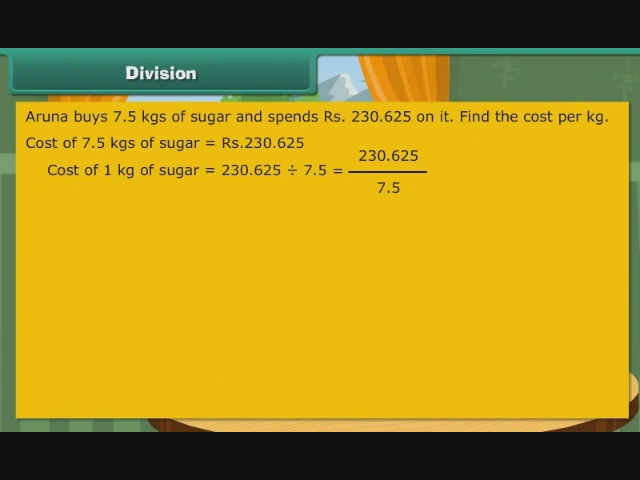 Division
Aruna buys 7.5 kgs of sugar and spends Rs. 230.625 on it. Find the cost per kg.
Cost of 7.5 kgs of sugar = Rs.230.625
Cost of 1 kg of sugar = 230.625 ÷ 7.5 =
230.625
7.5